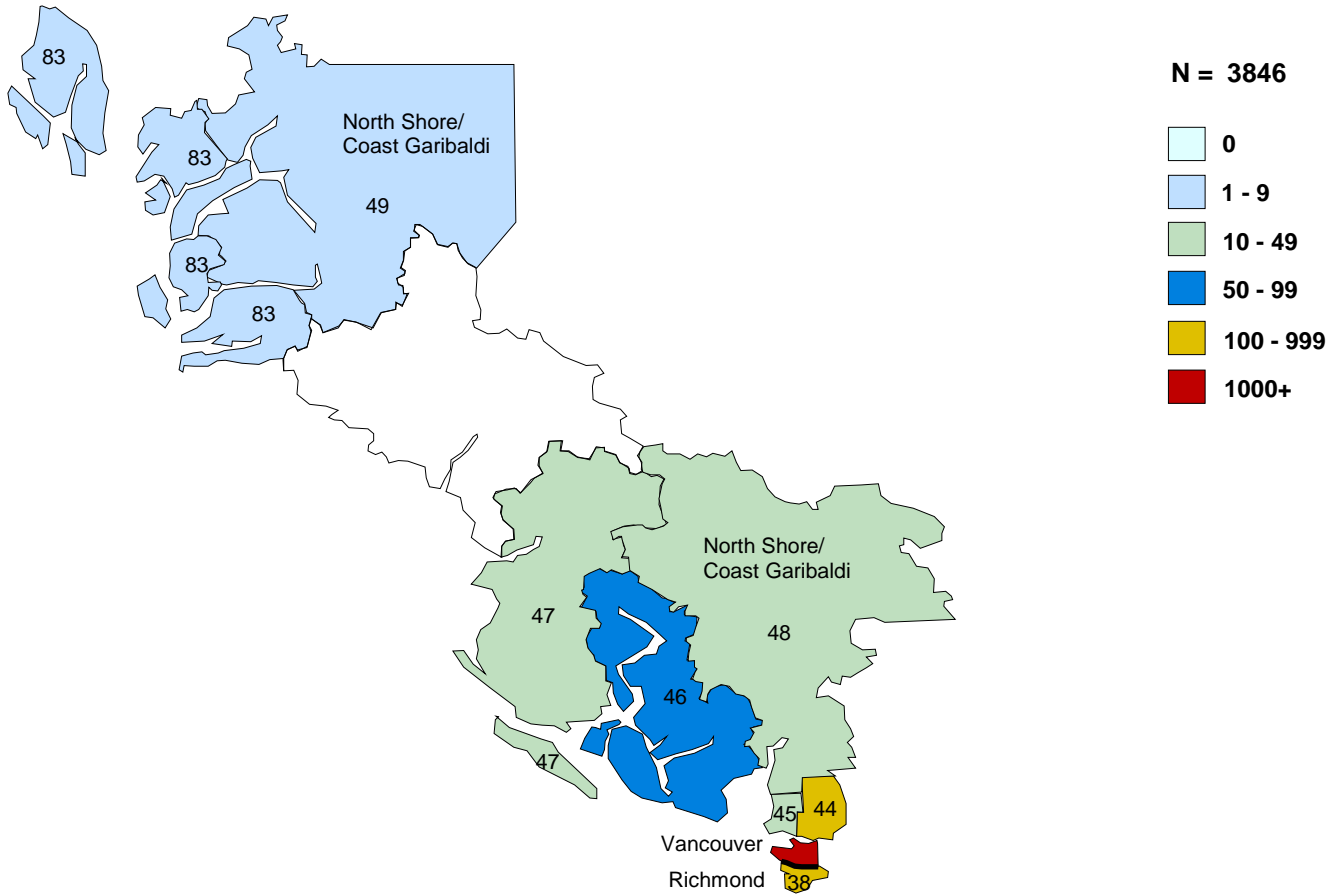 83
N = 3846
North Shore/
Coast Garibaldi
0
83
1 - 9
49
10 - 49
83
50 - 99
83
100 - 999
1000+
North Shore/
Coast Garibaldi
47
48
46
47
45
44
Vancouver
Richmond
38